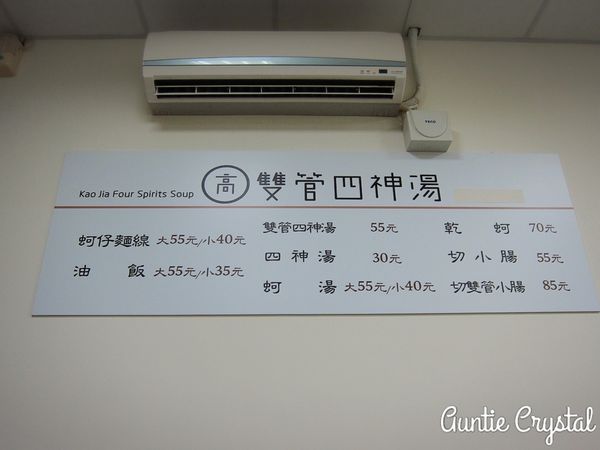 TECO
Kao Jia Four Spirits Soup 高 雙管四神湯
蚵仔麵線 大55元/小40元
油飯 大55元/小35元
雙管四神湯 55元
四神湯 30元
蚵湯 大55元/小40元
乾蚵 70元
切小腸 55元
切雙管小腸 85元
Auntie Crystal